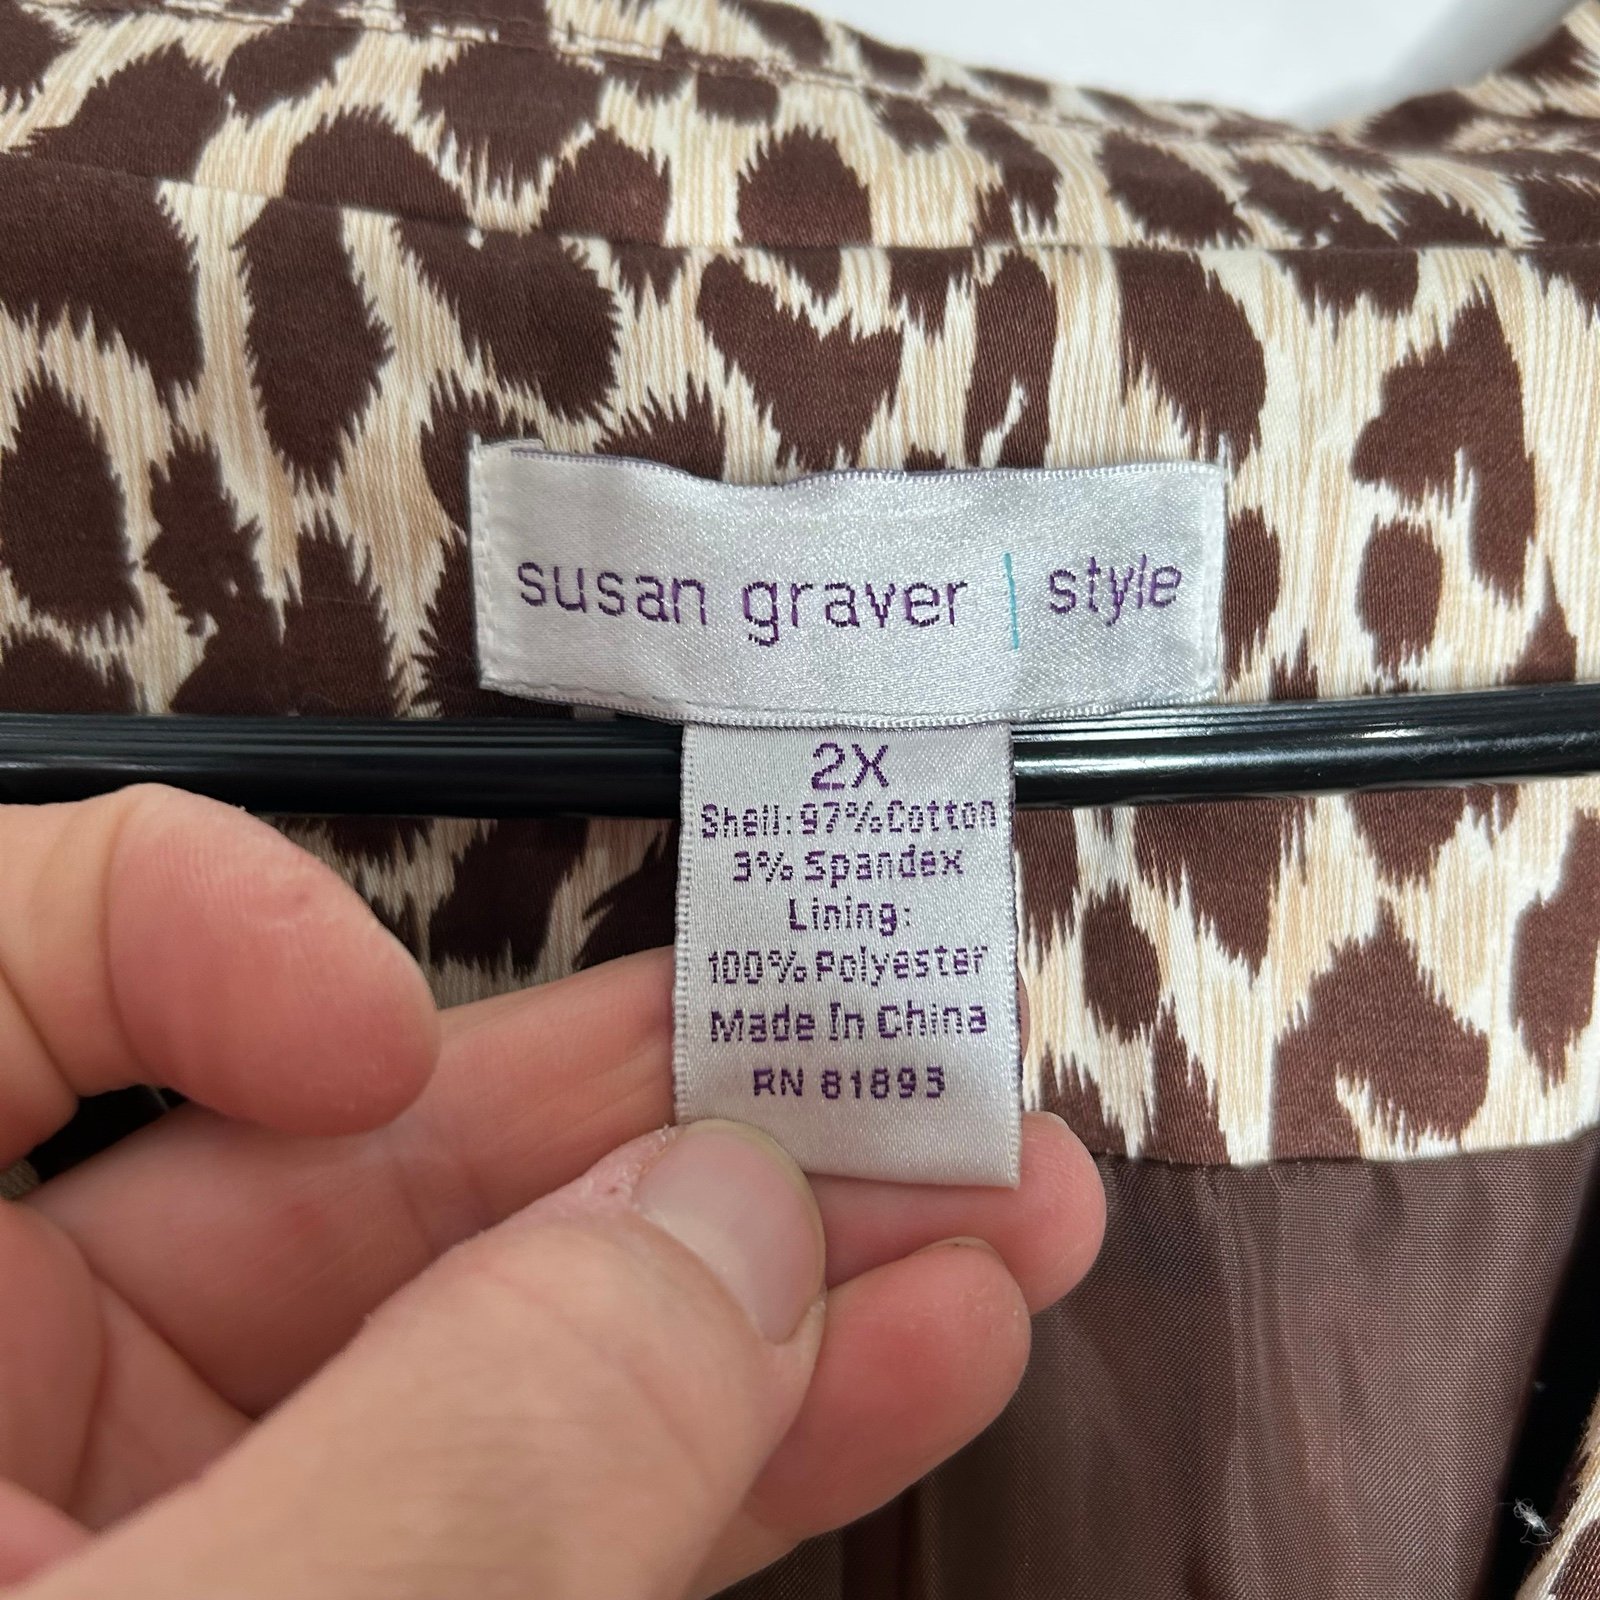 susan graver | style
2X
Shell: 97% Cotton
3% Spandex
Lining:
100% Polyester
Made In China
RN 81893